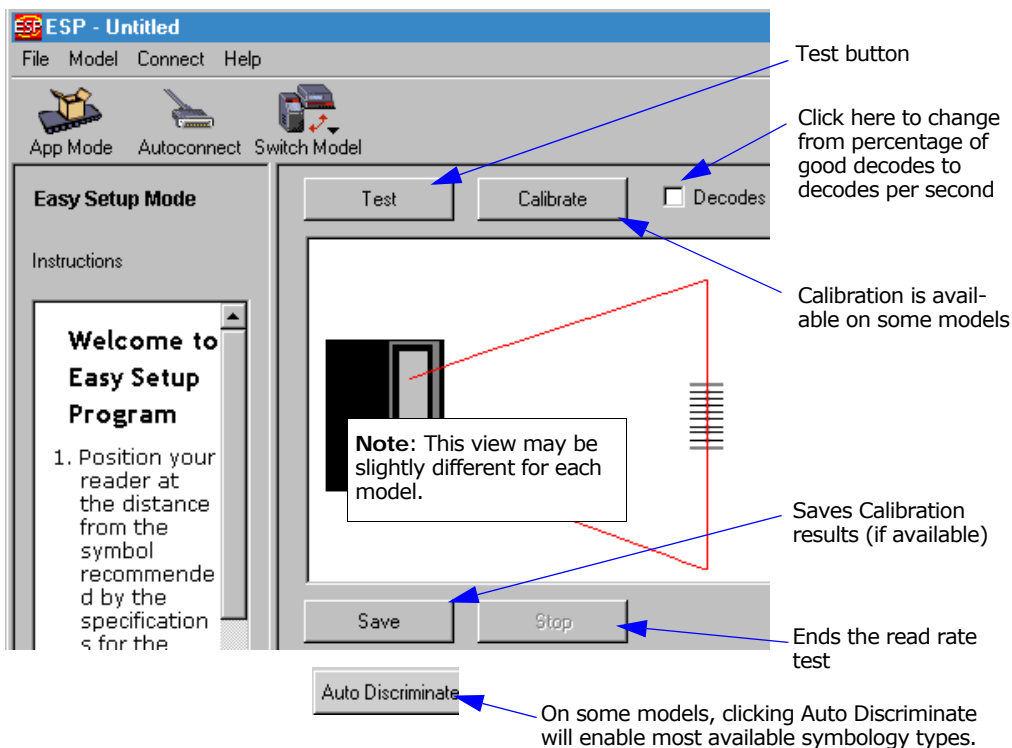 ESP ESP - Untitled
File Model Connect Help
App Mode Autoconnect Switch Model
Easy Setup Mode
Instructions
Welcome to
Easy Setup
Program
1. Position your
reader at
the distance
from the
symbol
recommende
d by the
specification
s for the
Test Calibrate Decodes
Note: This view may be
slightly different for each
model.
Save Stop
Auto Discriminate
Test button
Click here to change
from percentage of
good decodes to
decodes per second
Calibration is avail-
able on some models
Saves Calibration
results (if available)
Ends the read rate
test
On some models, clicking Auto Discriminate
will enable most available symbology types.